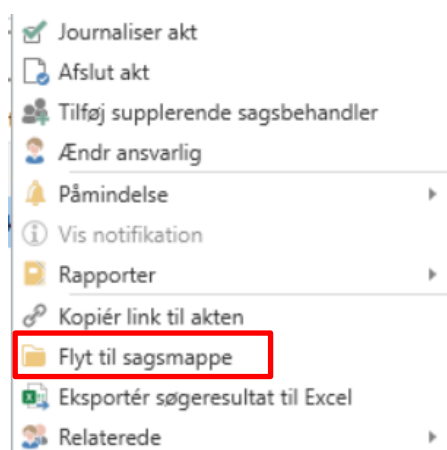 Journaliser akt
Afslut akt
Tilføj supplerende sagsbehandler
Ændr ansvarlig
Påmindelse
Vis notifikation
Rapporter
Kopiér link til akten
Flyt til sagsmappe
Eksportér søgeresultat til Excel
Relaterede